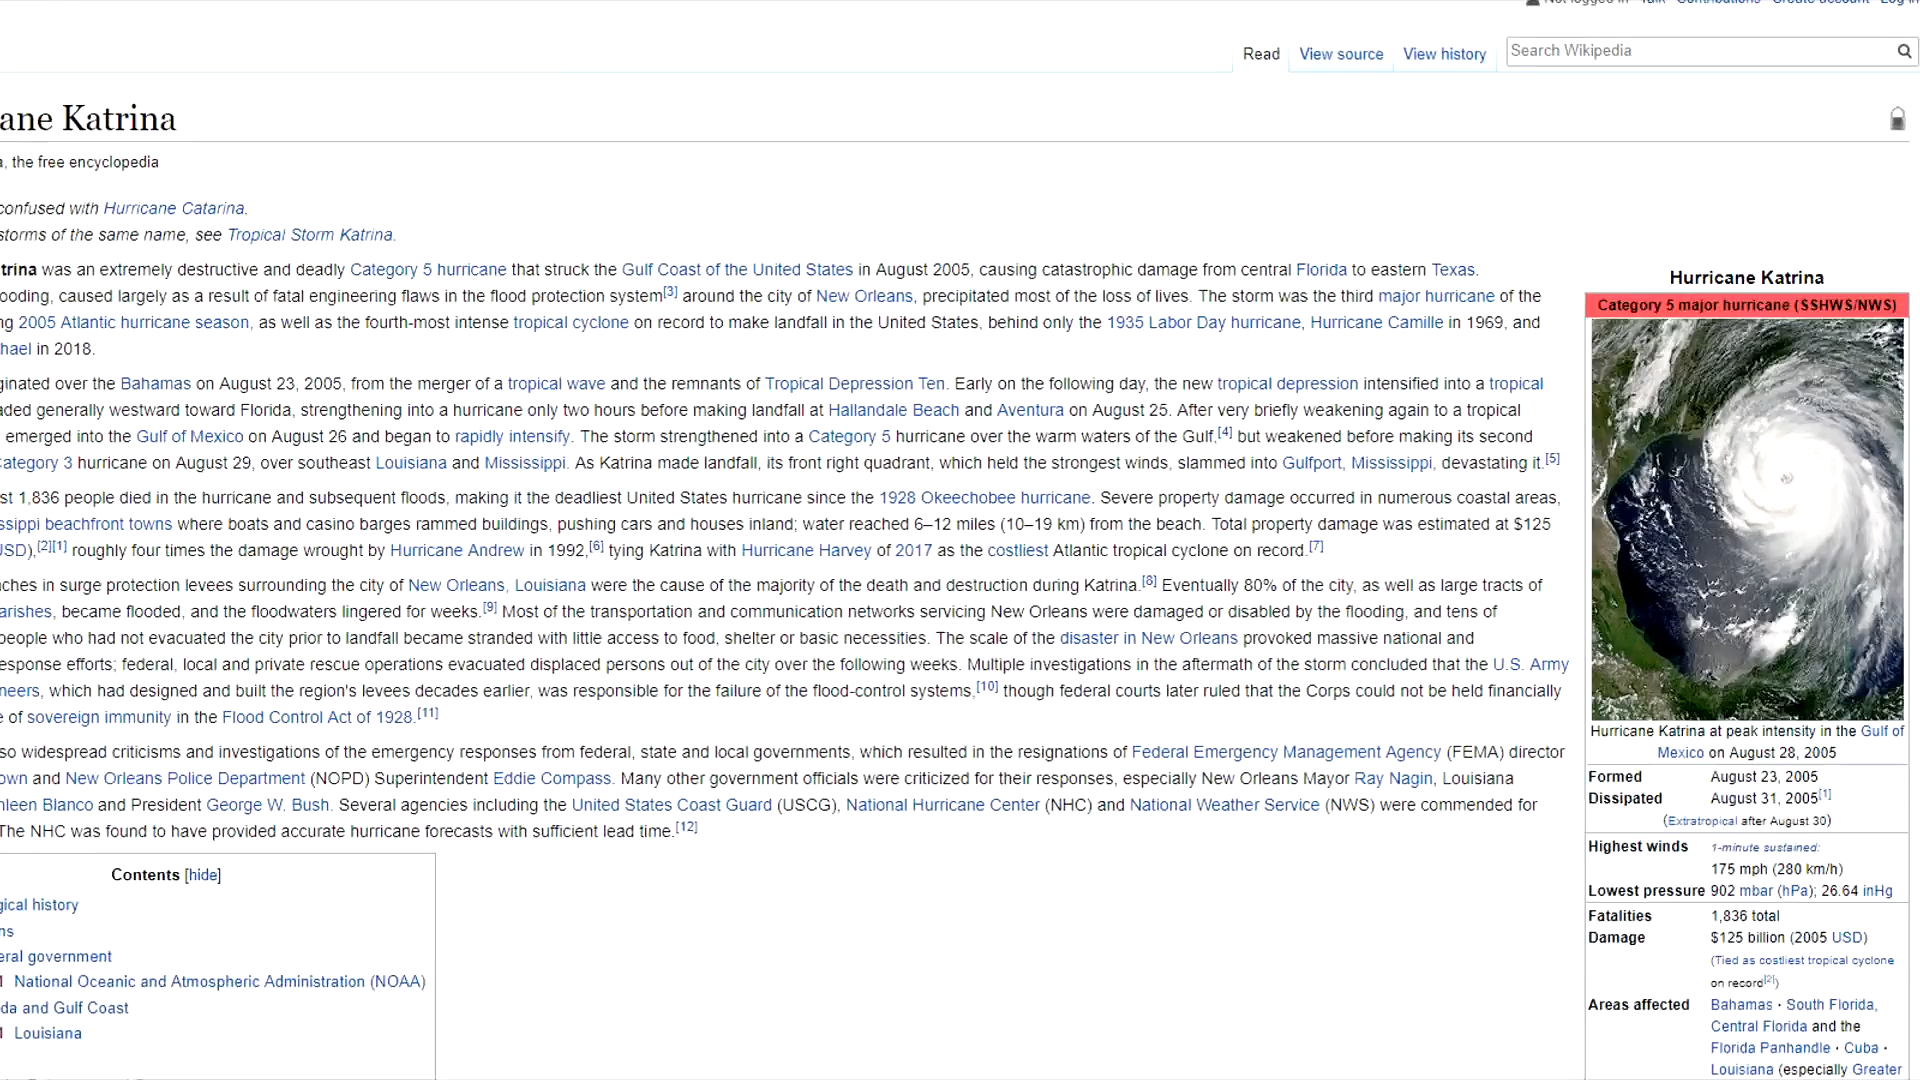 Not logged in Talk Contributions Create account Log in
Read View source View history Search Wikipedia
ane Katrina
a, the free encyclopedia
confused with Hurricane Catarina.
storms of the same name, see Tropical Storm Katrina.
trina was an extremely destructive and deadly Category 5 hurricane that struck the Gulf Coast of the United States in August 2005, causing catastrophic damage from central Florida to eastern Texas.
ooding, caused largely as a result of fatal engineering flaws in the flood protection system[3] around the city of New Orleans, precipitated most of the loss of lives. The storm was the third major hurricane of the
ng 2005 Atlantic hurricane season, as well as the fourth-most intense tropical cyclone on record to make landfall in the United States, behind only the 1935 Labor Day hurricane, Hurricane Camille in 1969, and
hael in 2018.
ginated over the Bahamas on August 23, 2005, from the merger of a tropical wave and the remnants of Tropical Depression Ten. Early on the following day, the new tropical depression intensified into a tropical
aded generally westward toward Florida, strengthening into a hurricane only two hours before making landfall at Hallandale Beach and Aventura on August 25. After very briefly weakening again to a tropical
emerged into the Gulf of Mexico on August 26 and began to rapidly intensify. The storm strengthened into a Category 5 hurricane over the warm waters of the Gulf,[4] but weakened before making its second
Category 3 hurricane on August 29, over southeast Louisiana and Mississippi. As Katrina made landfall, its front right quadrant, which held the strongest winds, slammed into Gulfport, Mississippi, devastating it.[5]
st 1,836 people died in the hurricane and subsequent floods, making it the deadliest United States hurricane since the 1928 Okeechobee hurricane. Severe property damage occurred in numerous coastal areas,
ssippi beachfront towns where boats and casino barges rammed buildings, pushing cars and houses inland; water reached 6–12 miles (10–19 km) from the beach. Total property damage was estimated at $125
USD),[2][1] roughly four times the damage wrought by Hurricane Andrew in 1992,[6] tying Katrina with Hurricane Harvey of 2017 as the costliest Atlantic tropical cyclone on record.[7]
ches in surge protection levees surrounding the city of New Orleans, Louisiana were the cause of the majority of the death and destruction during Katrina.[8] Eventually 80% of the city, as well as large tracts of
arishes, became flooded, and the floodwaters lingered for weeks.[9] Most of the transportation and communication networks servicing New Orleans were damaged or disabled by the flooding, and tens of
people who had not evacuated the city prior to landfall became stranded with little access to food, shelter or basic necessities. The scale of the disaster in New Orleans provoked massive national and
esponse efforts; federal, local and private rescue operations evacuated displaced persons out of the city over the following weeks. Multiple investigations in the aftermath of the storm concluded that the U.S. Army
neers, which had designed and built the region's levees decades earlier, was responsible for the failure of the flood-control systems,[10] though federal courts later ruled that the Corps could not be held financially
e of sovereign immunity in the Flood Control Act of 1928.[11]
so widespread criticisms and investigations of the emergency responses from federal, state and local governments, which resulted in the resignations of Federal Emergency Management Agency (FEMA) director
own and New Orleans Police Department (NOPD) Superintendent Eddie Compass. Many other government officials were criticized for their responses, especially New Orleans Mayor Ray Nagin, Louisiana
hleen Blanco and President George W. Bush. Several agencies including the United States Coast Guard (USCG), National Hurricane Center (NHC) and National Weather Service (NWS) were commended for
The NHC was found to have provided accurate hurricane forecasts with sufficient lead time.[12]
Contents [hide]
gical history
ns
eral government
1 National Oceanic and Atmospheric Administration (NOAA)
da and Gulf Coast
1 Louisiana
Hurricane Katrina
Category 5 major hurricane (SSHWS/NWS)
Hurricane Katrina at peak intensity in the Gulf of
Mexico on August 28, 2005
Formed August 23, 2005
Dissipated August 31, 2005[1]
(Extratropical after August 30)
Highest winds 1-minute sustained:
175 mph (280 km/h)
Lowest pressure 902 mbar (hPa); 26.64 inHg
Fatalities 1,836 total
Damage $125 billion (2005 USD)
(Tied as costliest tropical cyclone
on record[2])
Areas affected Bahamas · South Florida,
Central Florida and the
Florida Panhandle · Cuba ·
Louisiana (especially Greater